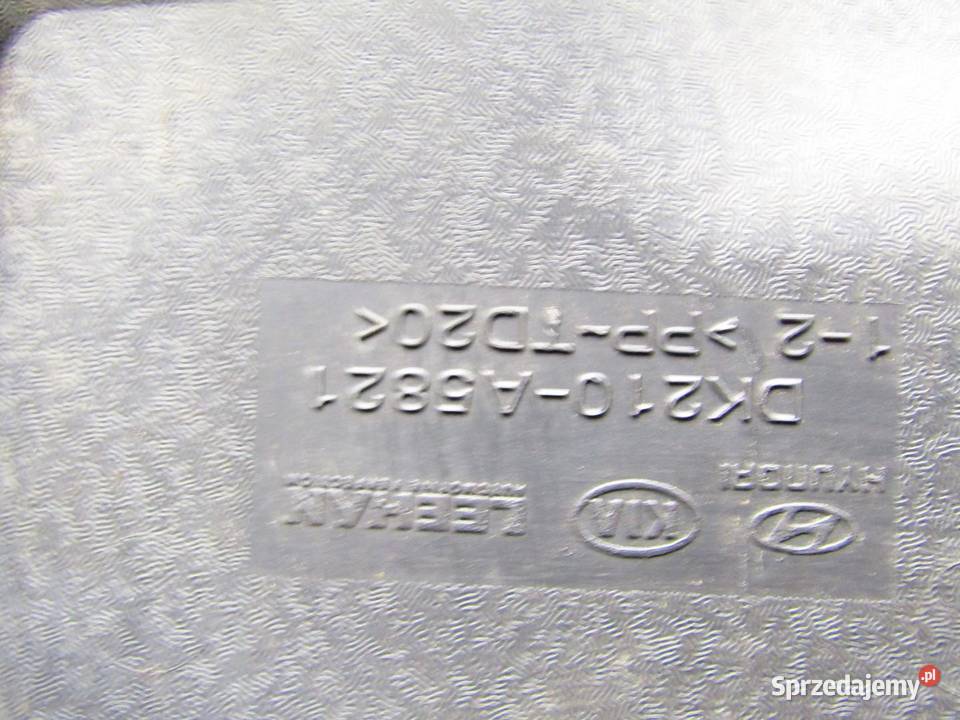 HYUNDAI
KIA
LEEHAN
DK210-A5821
1-2 >PP-TD20<
Sprzedajemy.pl